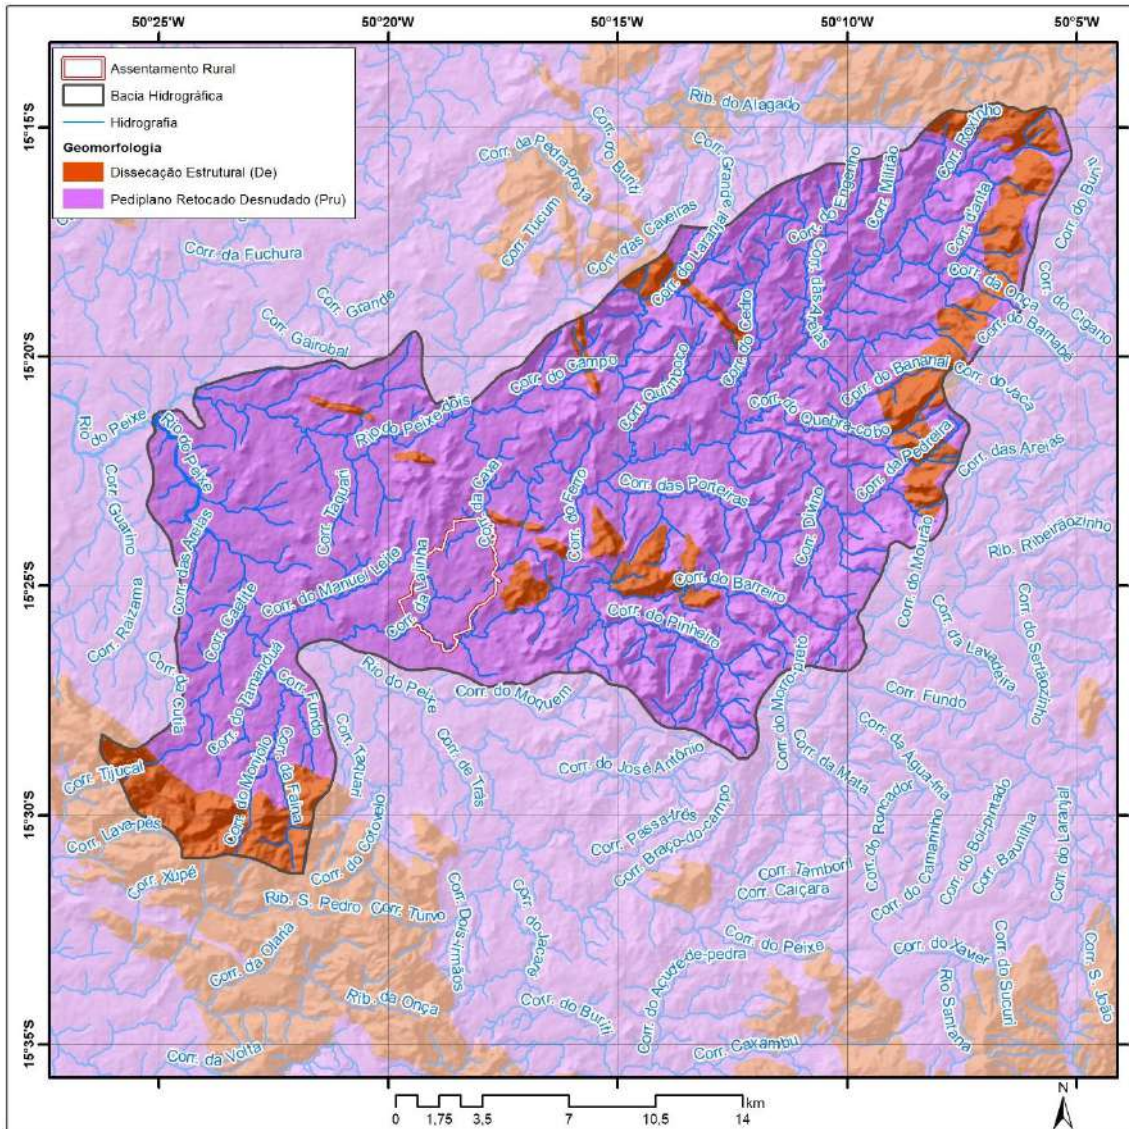 50°25'W
50°20'W
50°15'W
50°10'W
50°5'W
Assentamento Rural
Bacia Hidrográfica
Hidrografia
Geomorfologia
Dissecação Estrutural (De)
Pediplano Retocado Desnudado (Pru)
15°15'S
15°20'S
15°25'S
15°30'S
15°35'S
Rib. do Alagado
Corr. da Pedra-preta
Corr. do Buriti
Corr. Grande
Corr. do Engenho
Corr. Militão
Corr. Roxinho
Corr. do Buriti
Corr. Tucum
Corr. das Caveiras
Corr. do Laranjal
Corr. d'anta
Corr. da Fuchura
Corr. Grande
Corr. Gairobal
Corr. das Areias
Corr. da Onça
Corr. do Cigano
Corr. do Barnabé
Corr. do Cedro
Corr. do Campo
Corr. Quimboco
Corr. do Bananal
Corr. do Jaca
Rio do Peixe
Rio do Peixe
Rio do Peixe dois
Corr. do Quebra-cobo
Corr. da Pedreira
Corr. das Areias
Corr. Guarino
Corr. Taquari
Corr. da Cava
Corr. do Ferro
Corr. das Porteiras
Corr. Divino
Rib. Ribeirãozinho
Corr. do Mourão
Corr. das Areias
Corr. Raizama
Corr. Caelite
Corr. do Manuel Leite
Corr. da Lajinha
Corr. do Barreiro
Corr. do Pinheiro
Corr. da Lavadeira
Corr. do Sertãozinho
Corr. da Cutia
Corr. do Tamanduá
Corr. Fundo
Rio do Peixe
Corr. do Moquem
Corr. do Morro-preto
Corr. Fundo
Corr. Tijucal
Corr. do Monjolo
Corr. da Faina
Corr. Taquari
Corr. de Tras
Corr. do José Antônio
Corr. da Mata
Corr. da Agua-fria
Corr. Lava-pes
Corr. do Cotovelo
Corr. Passa-três
Corr. Braço-do-campo
Corr. do Roncador
Corr. do Camaninho
Corr. do Boi-pintado
Corr. Baunilha
Corr. do Laranjal
Corr. Xupé
Rib. S. Pedro
Corr. Turvo
Corr. Tamboril
Corr. Caiçara
Corr. da Olaria
Corr. Dois-irmãos
Corr. do Jacaré
Corr. do Peixe
Corr. do Açude-de-pedra
Corr. do Xavier
Rio Santana
Corr. do Sucuri
Corr. S. João
Rib. da Onça
Corr. do Buriti
Corr. da Volta
Corr. Caxambu
km
0
1,75
3,5
7
10,5
14
N